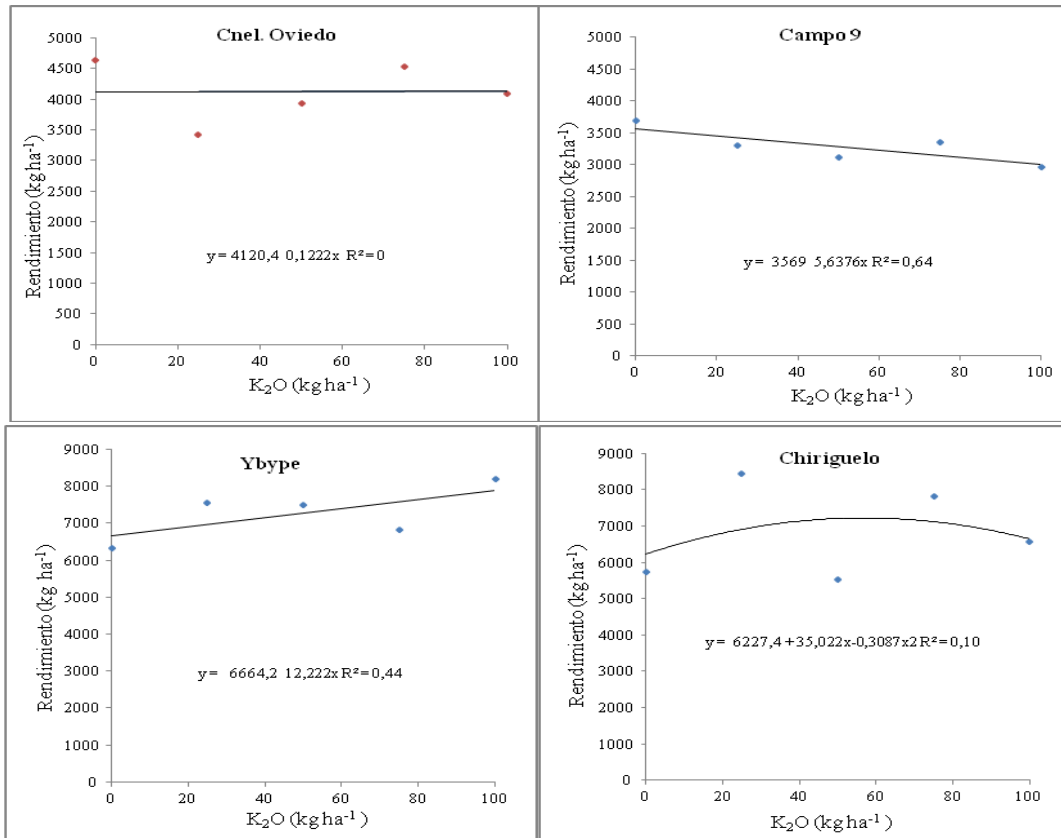 Cnel. Oviedo
5000
4500
4000
3500
3000
2500
2000
1500
1000
500
0
Rendimiento (kg ha⁻¹)
y = 4120,4 0,1222x R² = 0
0 20 40 60 80 100
K₂O (kg ha⁻¹)
Campo 9
5000
4500
4000
3500
3000
2500
2000
1500
1000
500
0
Rendimiento (kg ha⁻¹)
y = 3569 5,6376x R² = 0,64
0 20 40 60 80 100
K₂O (kg ha⁻¹)
Ybype
9000
8000
7000
6000
5000
4000
3000
2000
1000
0
Rendimiento (kg ha⁻¹)
y = 6664,2 12,222x R² = 0,44
0 20 40 60 80 100
K₂O (kg ha⁻¹)
Chiriguelo
9000
8000
7000
6000
5000
4000
3000
2000
1000
0
Rendimiento (kg ha⁻¹)
y = 6227,4 +35,022x-0,3087x2 R² = 0,10
0 20 40 60 80 100
K₂O (kg ha⁻¹)